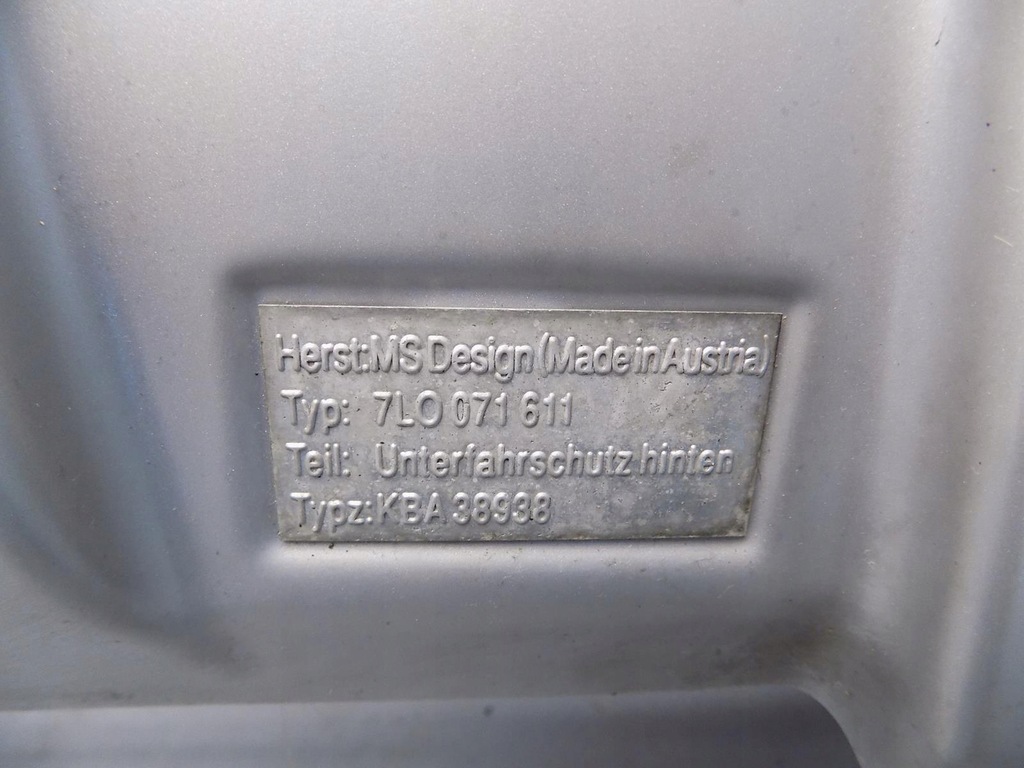 Herst:MS Design (Made in Austria)
Typ: 7LO 071 611
Teil: Unterfahrschutz hinten
Typz: KBA 38938